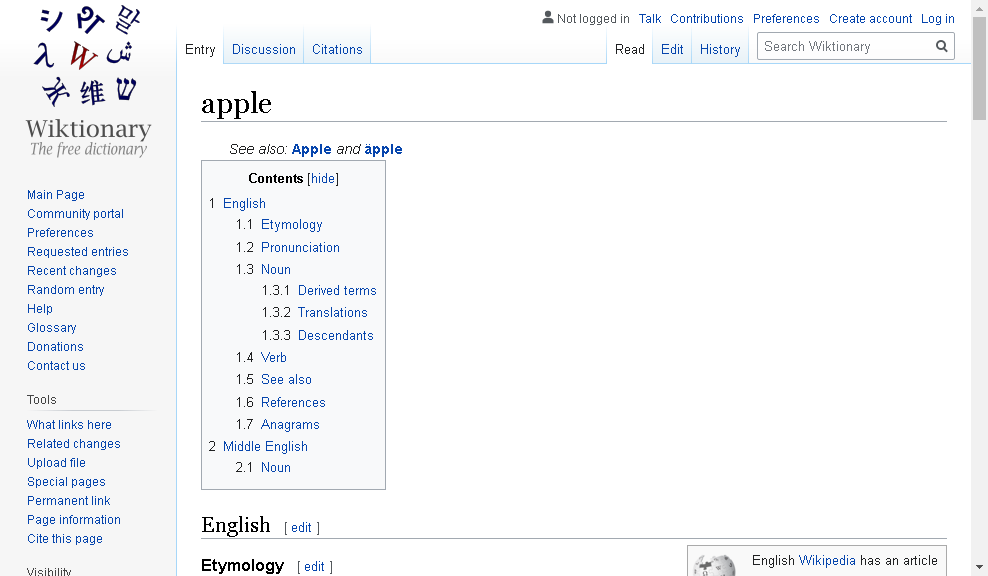 Not logged in Talk Contributions Preferences Create account Log in
Entry Discussion Citations Read Edit History Search Wiktionary
Wiktionary
The free dictionary
Main Page
Community portal
Preferences
Requested entries
Recent changes
Random entry
Help
Glossary
Donations
Contact us
Tools
What links here
Related changes
Upload file
Special pages
Permanent link
Page information
Cite this page
Visibility
apple
See also: Apple and äpple
Contents [hide]
1 English
1.1 Etymology
1.2 Pronunciation
1.3 Noun
1.3.1 Derived terms
1.3.2 Translations
1.3.3 Descendants
1.4 Verb
1.5 See also
1.6 References
1.7 Anagrams
2 Middle English
2.1 Noun
English [ edit ]
Etymology [ edit ]
English Wikipedia has an article